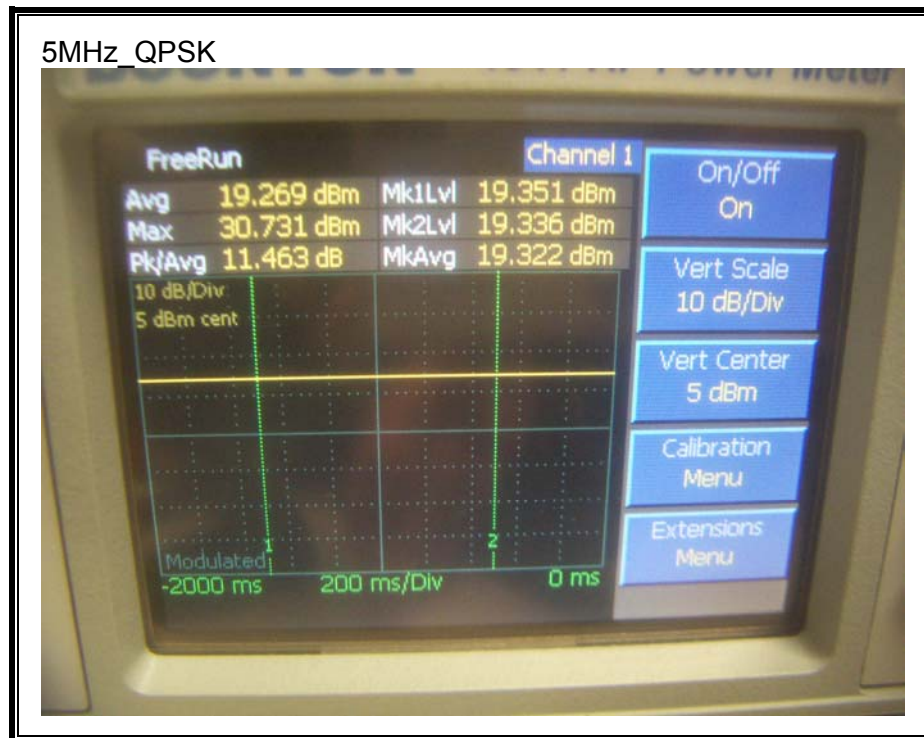 5MHz_QPSK
Power Meter
FreeRun Channel 1
Avg 19.269 dBm Mk1Lvl 19.351 dBm
Max 30.731 dBm Mk2Lvl 19.336 dBm
Pk/Avg 11.463 dB MkAvg 19.322 dBm
10 dB/Div
5 dBm cent
1
2
Modulated
-2000 ms 200 ms/Div 0 ms
On/Off
On
Vert Scale
10 dB/Div
Vert Center
5 dBm
Calibration
Menu
Extensions
Menu